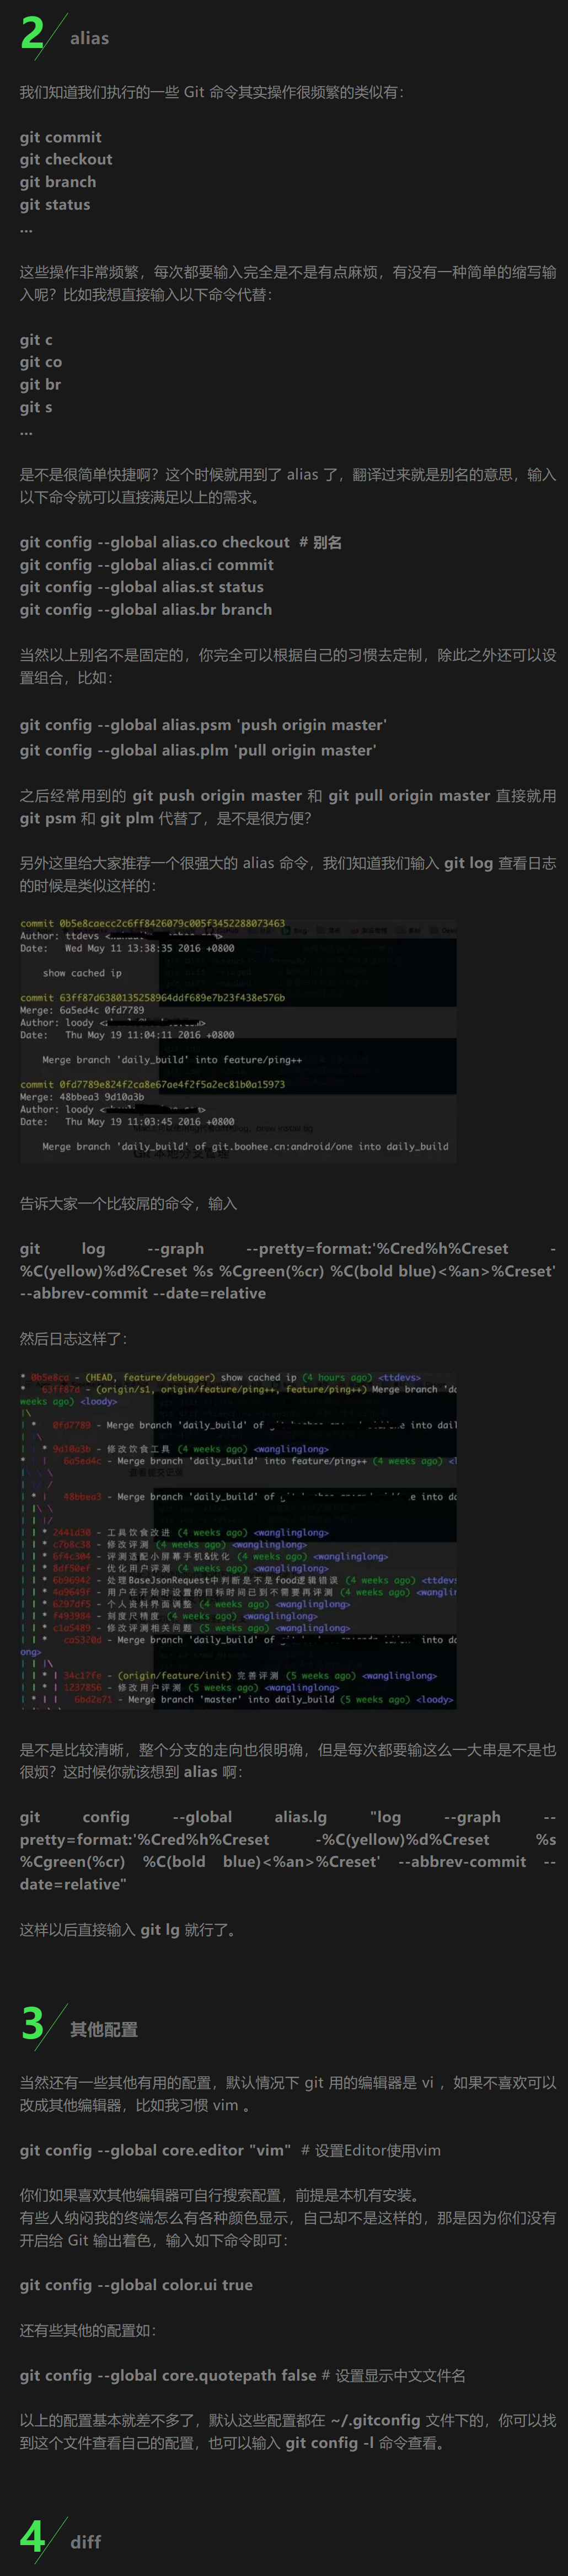 2
alias
我们知道我们执行的一些 Git 命令其实操作很频繁的类似有：
git commit
git checkout
git branch
git status
...
这些操作非常频繁，每次都要输入完全是不是有点麻烦，有没有一种简单的缩写输
入呢？比如我想直接输入以下命令代替：
git c
git co
git br
git s
...
是不是很简单快捷啊？这个时候就用到了 alias 了，翻译过来就是别名的意思，输入
以下命令就可以直接满足以上的需求。
git config --global alias.co checkout  # 别名
git config --global alias.ci commit
git config --global alias.st status
git config --global alias.br branch
当然以上别名不是固定的，你完全可以根据自己的习惯去定制，除此之外还可以设
置组合，比如：
git config --global alias.psm 'push origin master'
git config --global alias.plm 'pull origin master'
之后经常用到的 git push origin master 和 git pull origin master 直接就用
git psm 和 git plm 代替了，是不是很方便？
另外这里给大家推荐一个很强大的 alias 命令，我们知道我们输入 git log 查看日志
的时候是类似这样的：
commit 0b5e8caecc2c6ff8426079c005f3452288073463
Author: ttdevs
Date:   Wed May 11 13:38:35 2016 +0800
show cached ip
commit 63ff87d6380135258964ddf689e7b23f438e576b
Merge: 6a5ed4c 0fd7789
Author: loody
Date:   Thu May 19 11:04:11 2016 +0800
Merge branch 'daily_build' into feature/ping++
commit 0fd7789e824f2ca8e67ae4f2f5a2ec81b0a15973
Merge: 48bbea3 9d10a3b
Author: loody
Date:   Thu May 19 11:03:45 2016 +0800
Merge branch 'daily_build' of git.boohee.cn:android/one into daily_build
告诉大家一个比较屌的命令，输入
git log --graph --pretty=format:'%Cred%h%Creset -
%C(yellow)%d%Creset %s %Cgreen(%cr) %C(bold blue)<%an>%Creset'
--abbrev-commit --date=relative
然后日志这样了：
* 0b5e8ca - (HEAD, feature/debugger) show cached ip (4 hours ago) <ttdevs>
*   63ff87d - (origin/s1, origin/feature/ping++, feature/ping++) Merge branch 'da
weeks ago) <loody>
|\
| *   0fd7789 - Merge branch 'daily_build' of
| |\
| | * 9d10a3b - 修改饮食工具 (4 weeks ago) <wanglinglong>
* | |   6a5ed4c - Merge branch 'daily_build' into feature/ping++ (4 weeks ago) <l
| * |   48bbea3 - Merge branch 'daily_build' of
| |\ \
| | |/
| | * 2441d30 - 工具饮食改进 (4 weeks ago) <wanglinglong>
| | * c7b8c38 - 修改评测 (4 weeks ago) <wanglinglong>
| | * 6f4c304 - 评测适配小屏幕手机&优化 (4 weeks ago) <wanglinglong>
| | * 8df50ef - 优化用户评测 (4 weeks ago) <wanglinglong>
| | * 6b96942 - 处理BaseJsonRequest中判断是不是food逻辑错误 (4 weeks ago) <ttdevs
| | * 4a9649f - 用户在开始时设置的目标时间已到不需要再评测 (4 weeks ago) <wanglin
| | * 6297df5 - 个人资料界面调整 (4 weeks ago) <wanglinglong>
| | * f493984 - 刻度尺精度 (4 weeks ago) <wanglinglong>
| | * c1a5489 - 修改评测相关问题 (5 weeks ago) <wanglinglong>
| | *   ca5320d - Merge branch 'daily_build' of
ong>
| | |\
| | * | 34c17fe - (origin/feature/init) 完善评测 (5 weeks ago) <wanglinglong>
| | * | 1237856 - 修改用户评测 (5 weeks ago) <wanglinglong>
| * | |   6bd2e71 - Merge branch 'master' into daily_build (5 weeks ago) <loody>
是不是比较清晰，整个分支的走向也很明确，但是每次都要输这么一大串是不是也
很烦？这时候你就该想到 alias 啊：
git config --global alias.lg "log --graph --
pretty=format:'%Cred%h%Creset -%C(yellow)%d%Creset %s
%Cgreen(%cr) %C(bold blue)<%an>%Creset' --abbrev-commit --
date=relative"
这样以后直接输入 git lg 就行了。
3
其他配置
当然还有一些其他有用的配置，默认情况下 git 用的编辑器是 vi ，如果不喜欢可以
改成其他编辑器，比如我习惯 vim 。
git config --global core.editor "vim"  # 设置Editor使用vim
你们如果喜欢其他编辑器可自行搜索配置，前提是本机有安装。
有些人纳闷我的终端怎么有各种颜色显示，自己却不是这样的，那是因为你们没有
开启给 Git 输出着色，输入如下命令即可：
git config --global color.ui true
还有些其他的配置如：
git config --global core.quotepath false # 设置显示中文文件名
以上的配置基本就差不多了，默认这些配置都在 ~/.gitconfig 文件下的，你可以找
到这个文件查看自己的配置，也可以输入 git config -l 命令查看。
4
diff